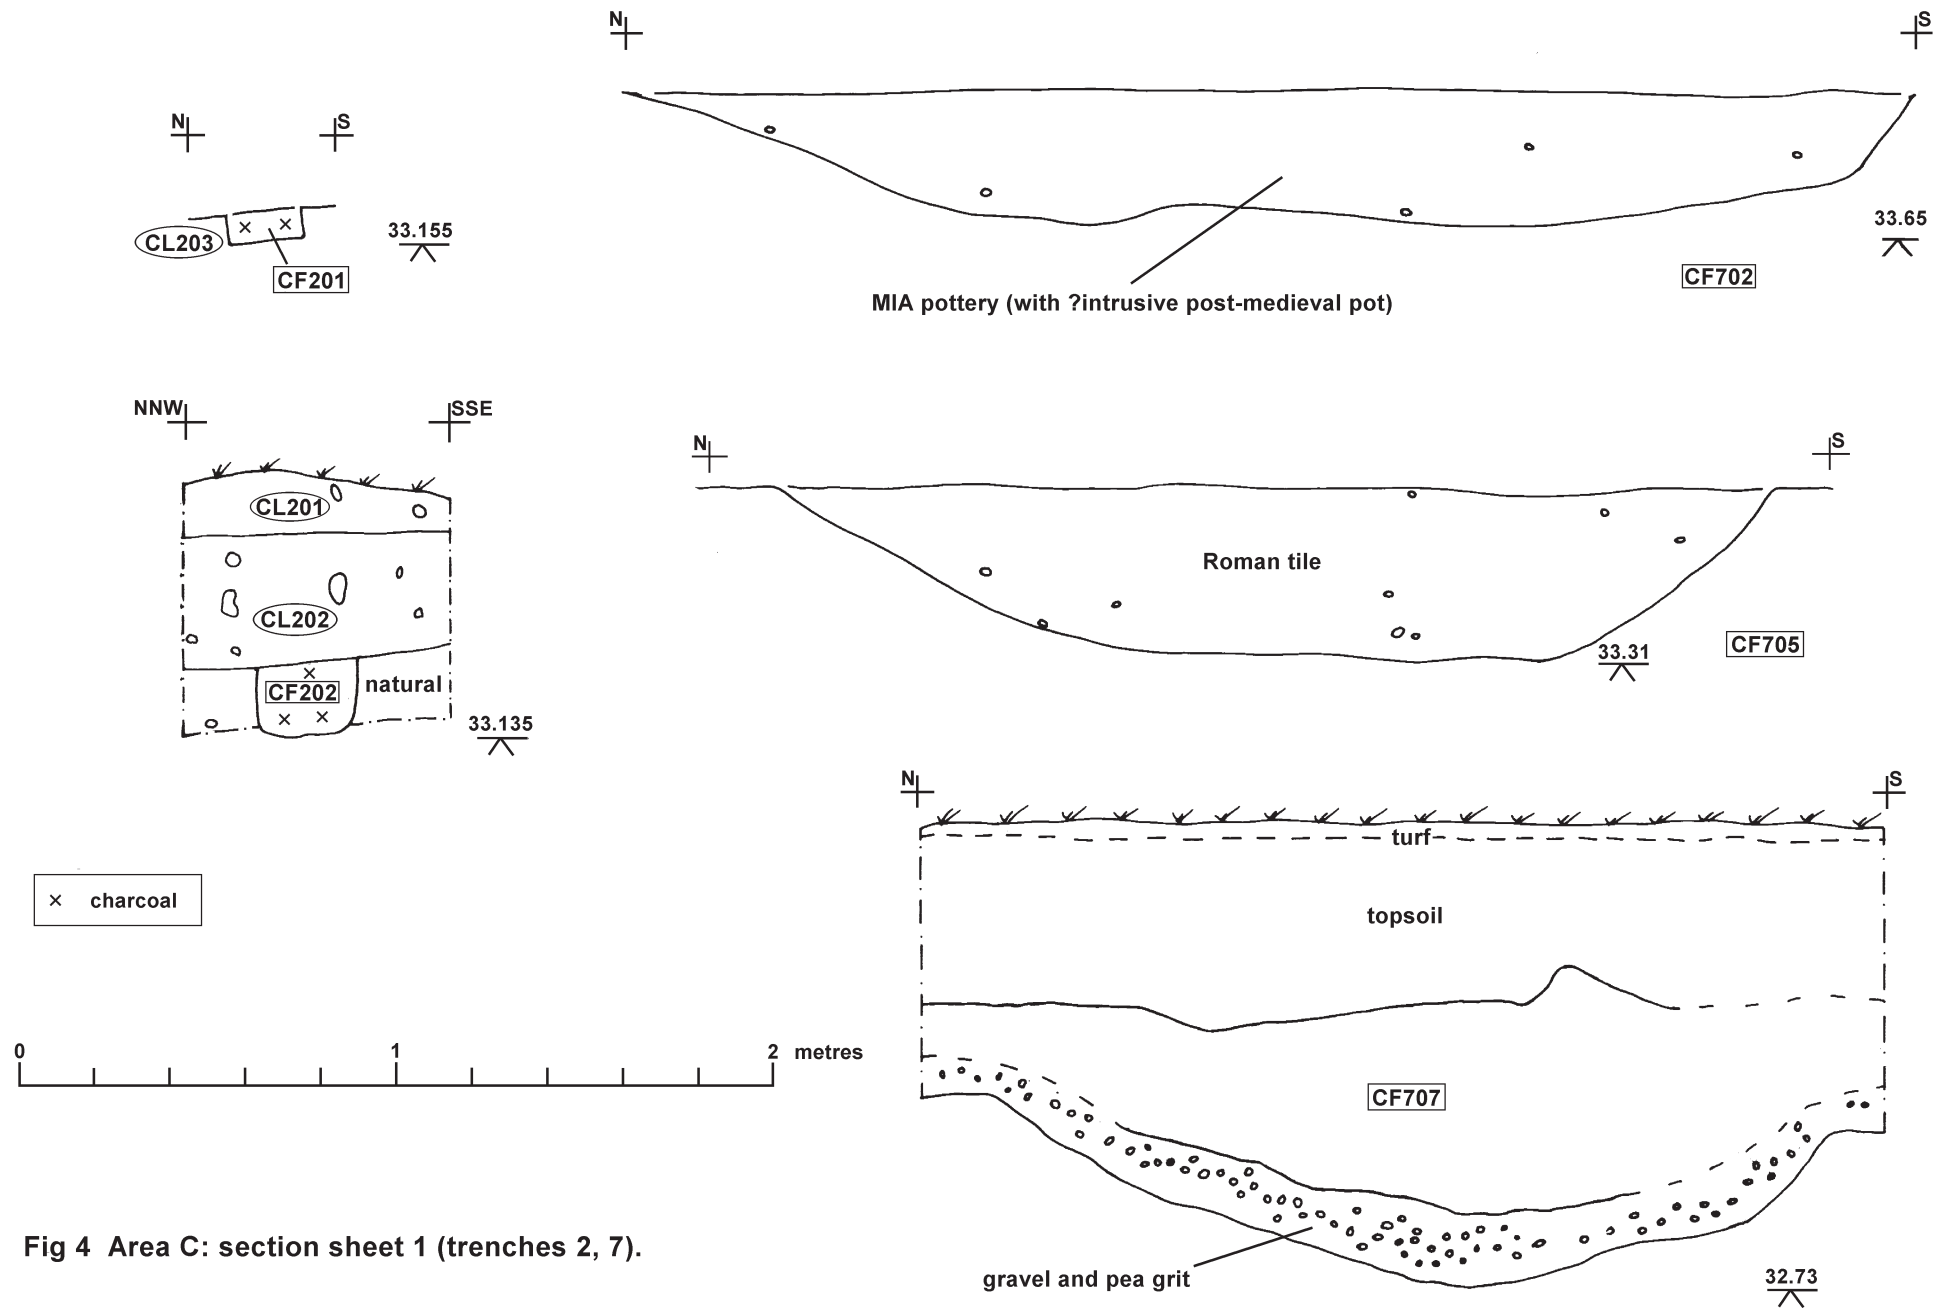 N
S
N
S
CL203
CF201
33.155
33.65
CF702
MIA pottery (with ?intrusive post-medieval pot)
NNW
SSE
CL201
CL202
CF202
natural
33.135
N
S
Roman tile
33.31
CF705
N
S
turf
topsoil
CF707
gravel and pea grit
32.73
× charcoal
0
1
2 metres
Fig 4 Area C: section sheet 1 (trenches 2, 7).